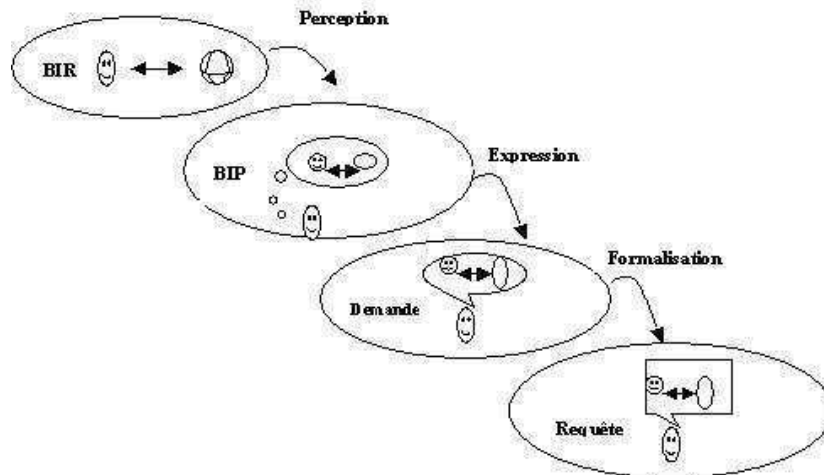 Perception
BIR
BIP
Expression
Demande
Formalisation
Requête